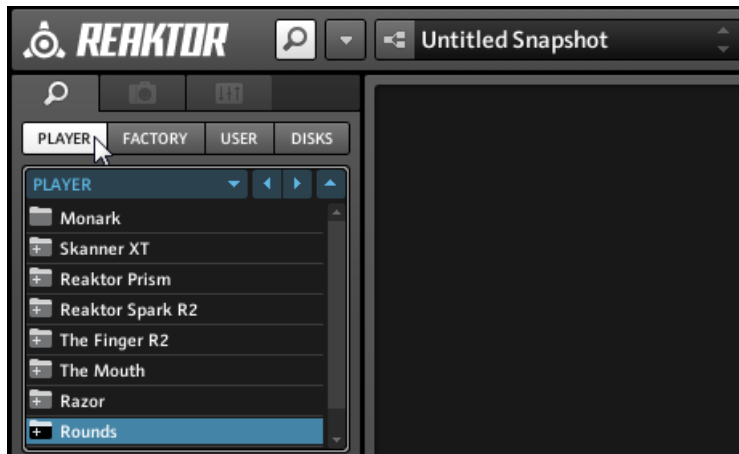 REAKTOR
Untitled Snapshot
PLAYER FACTORY USER DISKS
PLAYER
Monark
Skanner XT
Reaktor Prism
Reaktor Spark R2
The Finger R2
The Mouth
Razor
Rounds